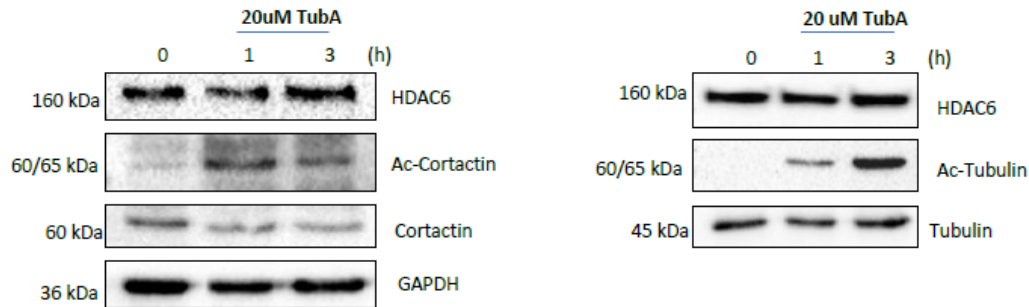 20uM TubA
0 1 3 (h)
160 kDa HDAC6
60/65 kDa Ac-Cortactin
60 kDa Cortactin
36 kDa GAPDH
20 uM TubA
0 1 3 (h)
160 kDa HDAC6
60/65 kDa Ac-Tubulin
45 kDa Tubulin